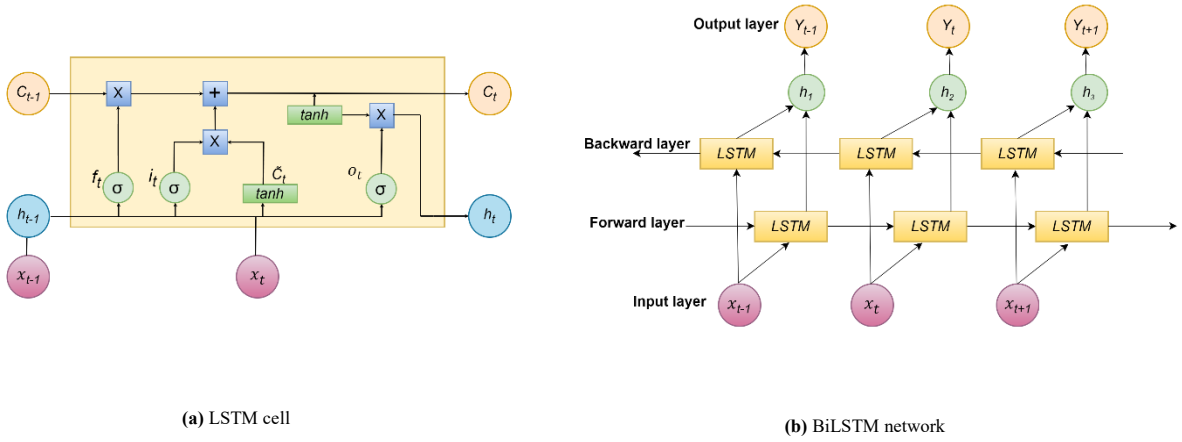 C_{t-1}
X
+
C_t
tanh
X
X
f_t
i_t
Č_t
o_t
σ
σ
tanh
σ
h_{t-1}
h_t
x_{t-1}
x_t
(a) LSTM cell
Output layer
Y_{t-1}
Y_t
Y_{t+1}
h_1
h_2
h_3
Backward layer
LSTM
LSTM
LSTM
Forward layer
LSTM
LSTM
LSTM
Input layer
x_{t-1}
x_t
x_{t+1}
(b) BiLSTM network